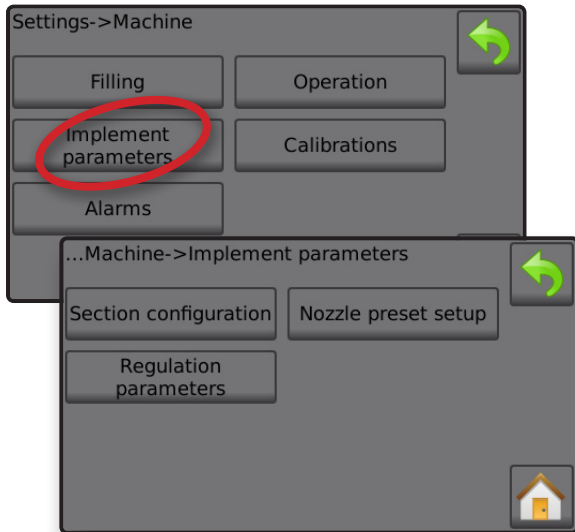 Settings->Machine
Filling
Operation
Implement
parameters
Calibrations
Alarms
...Machine->Implement parameters
Section configuration
Nozzle preset setup
Regulation
parameters